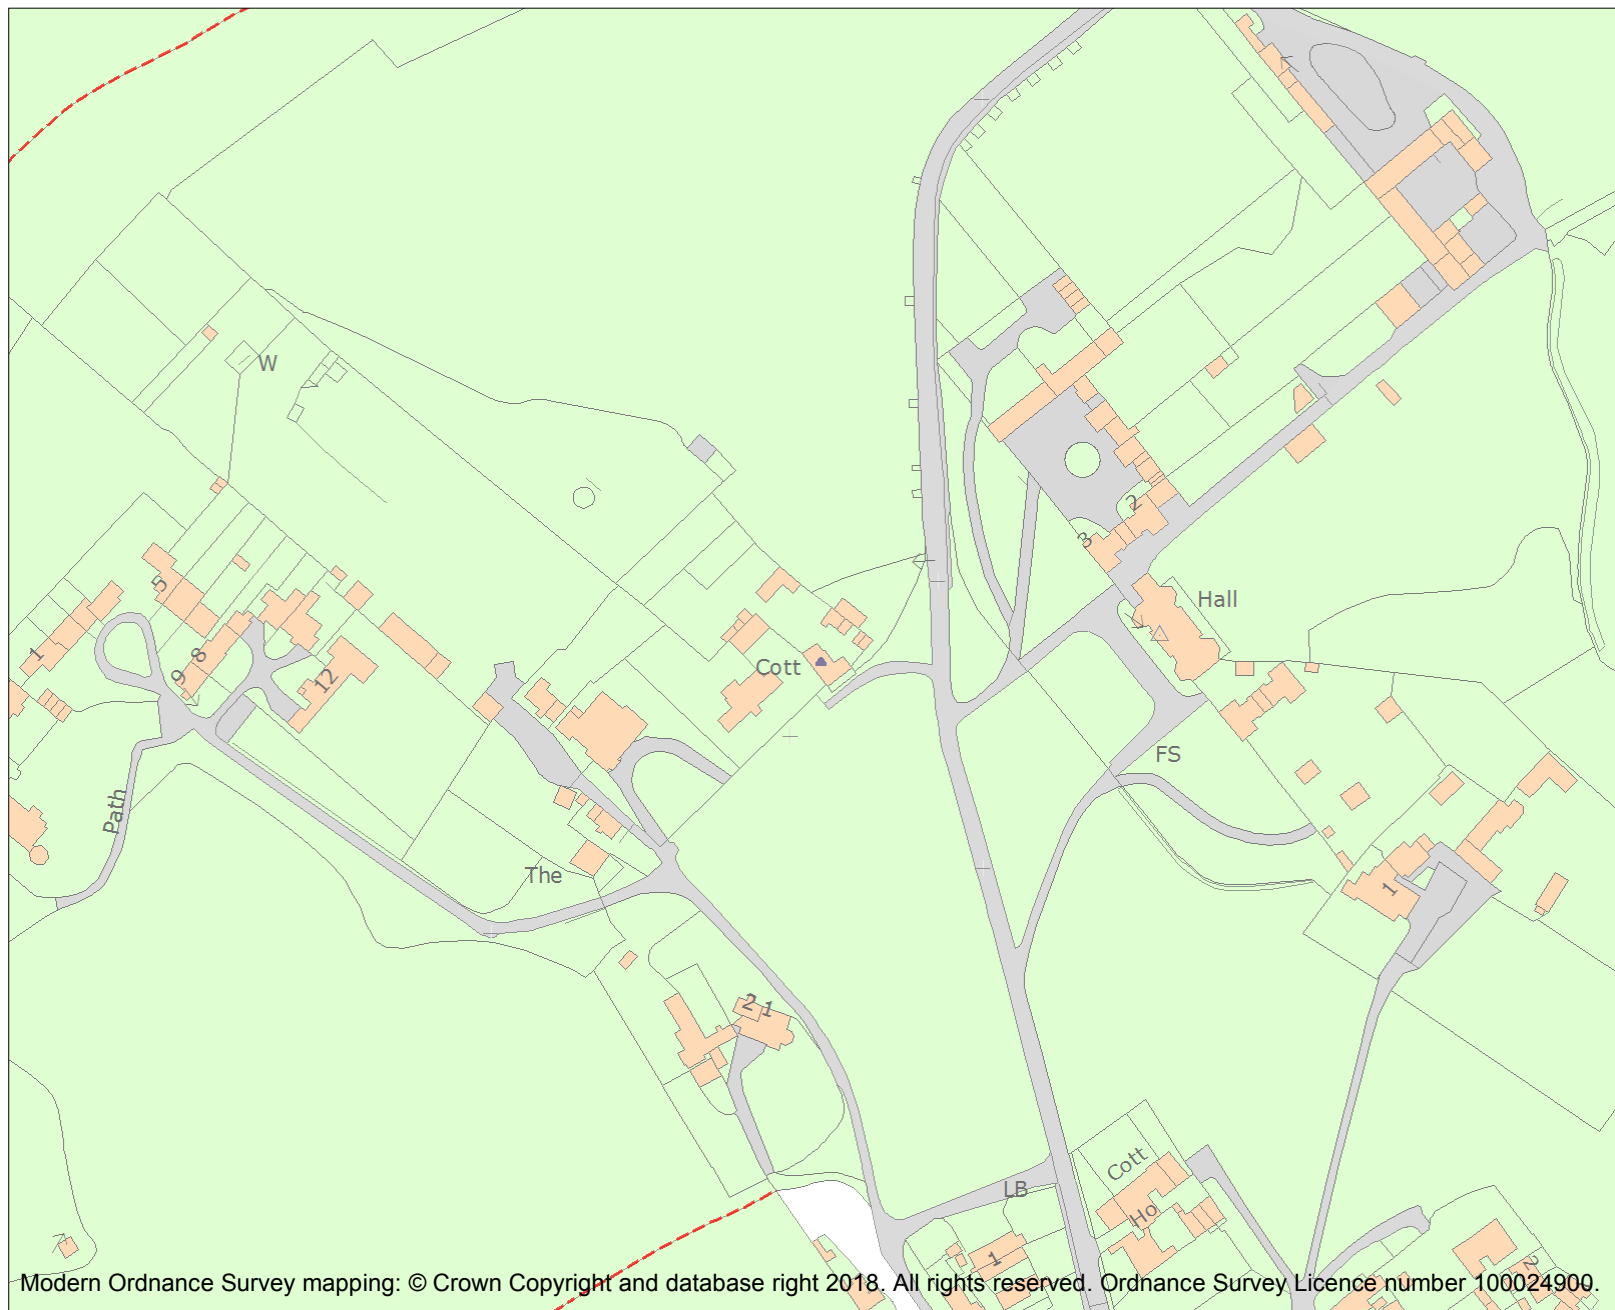 W
5
1
9 8
12
2
3
Hall
Cott
FS
Path
The
1
2 1
Cott
LB
Ho
1
2
Modern Ordnance Survey mapping: © Crown Copyright and database right 2018. All rights reserved. Ordnance Survey Licence number 100024900.